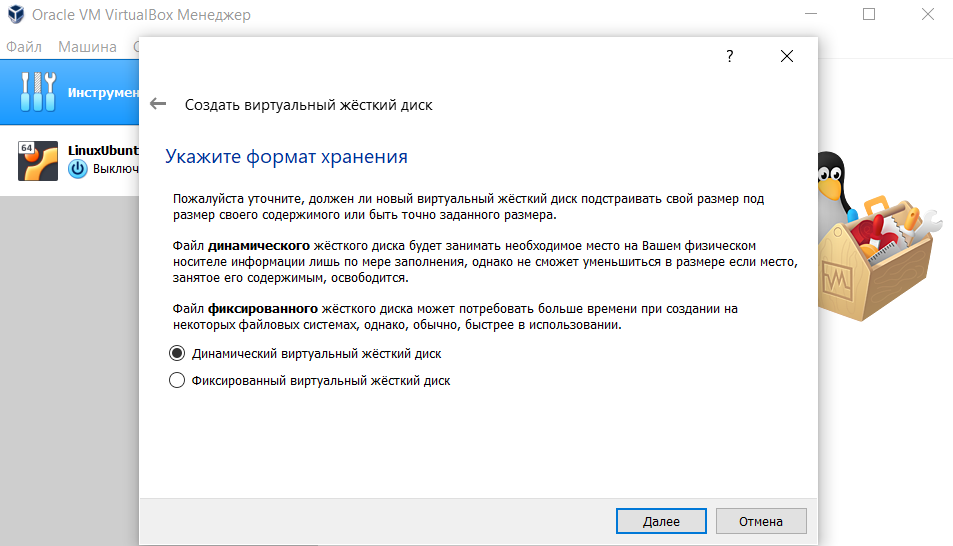 Oracle VM VirtualBox Менеджер
Файл Машина
?
Инструмен
Создать виртуальный жёсткий диск
64
LinuxUbunt
Выключ
Укажите формат хранения
Пожалуйста уточните, должен ли новый виртуальный жёсткий диск подстраивать свой размер под
размер своего содержимого или быть точно заданного размера.
Файл динамического жёсткого диска будет занимать необходимое место на Вашем физическом
носителе информации лишь по мере заполнения, однако не сможет уменьшиться в размере если место,
занятое его содержимым, освободится.
Файл фиксированного жёсткого диска может потребовать больше времени при создании на
некоторых файловых системах, однако, обычно, быстрее в использовании.
Динамический виртуальный жёсткий диск
Фиксированный виртуальный жёсткий диск
Далее Отмена